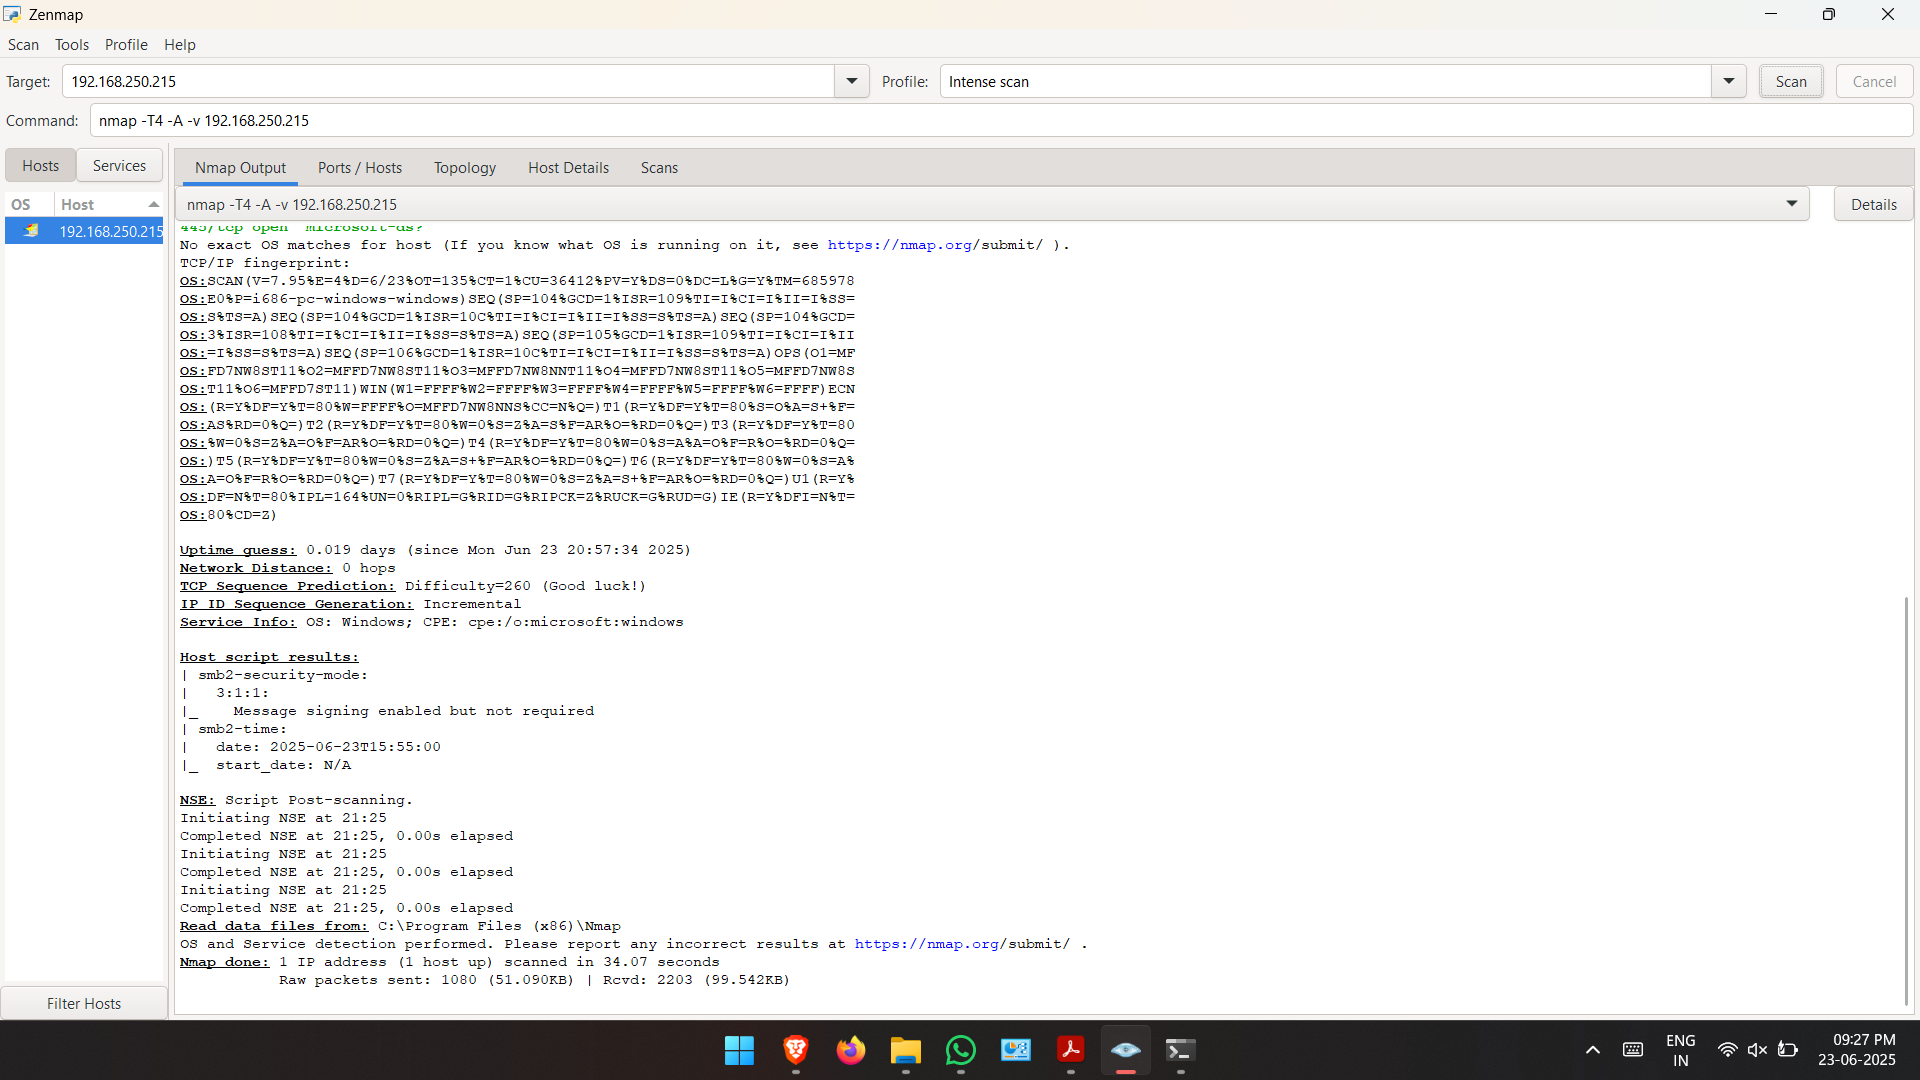 Zenmap
Scan Tools Profile Help
Target: 192.168.250.215 Profile: Intense scan Scan Cancel
Command: nmap -T4 -A -v 192.168.250.215
Hosts Services
Nmap Output Ports / Hosts Topology Host Details Scans
OS Host
nmap -T4 -A -v 192.168.250.215 Details
192.168.250.215
445/tcp open microsoft-ds?
No exact OS matches for host (If you know what OS is running on it, see https://nmap.org/submit/ ).
TCP/IP fingerprint:
OS:SCAN(V=7.95%E=4%D=6/23%OT=135%CT=1%CU=36412%PV=Y%DS=0%DC=L%G=Y%TM=685978
OS:E0%P=i686-pc-windows-windows)SEQ(SP=104%GCD=1%ISR=109%TI=I%CI=I%II=I%SS=
OS:S%TS=A)SEQ(SP=104%GCD=1%ISR=10C%TI=I%CI=I%II=I%SS=S%TS=A)SEQ(SP=104%GCD=
OS:3%ISR=108%TI=I%CI=I%II=I%SS=S%TS=A)SEQ(SP=105%GCD=1%ISR=109%TI=I%CI=I%II
OS:=I%SS=S%TS=A)SEQ(SP=106%GCD=1%ISR=10C%TI=I%CI=I%II=I%SS=S%TS=A)OPS(O1=MF
OS:FD7NW8ST11%O2=MFFD7NW8ST11%O3=MFFD7NW8NNT11%O4=MFFD7NW8ST11%O5=MFFD7NW8S
OS:T11%O6=MFFD7ST11)WIN(W1=FFFF%W2=FFFF%W3=FFFF%W4=FFFF%W5=FFFF%W6=FFFF)ECN
OS:(R=Y%DF=Y%T=80%W=FFFF%O=MFFD7NW8NNS%CC=N%Q=)T1(R=Y%DF=Y%T=80%S=O%A=S+%F=
OS:AS%RD=0%Q=)T2(R=Y%DF=Y%T=80%W=0%S=Z%A=S%F=AR%O=%RD=0%Q=)T3(R=Y%DF=Y%T=80
OS:%W=0%S=Z%A=O%F=AR%O=%RD=0%Q=)T4(R=Y%DF=Y%T=80%W=0%S=A%A=O%F=R%O=%RD=0%Q=
OS:)T5(R=Y%DF=Y%T=80%W=0%S=Z%A=S+%F=AR%O=%RD=0%Q=)T6(R=Y%DF=Y%T=80%W=0%S=A%
OS:A=O%F=R%O=%RD=0%Q=)T7(R=Y%DF=Y%T=80%W=0%S=Z%A=S+%F=AR%O=%RD=0%Q=)U1(R=Y%
OS:DF=N%T=80%IPL=164%UN=0%RIPL=G%RID=G%RIPCK=Z%RUCK=G%RUD=G)IE(R=Y%DFI=N%T=
OS:80%CD=Z)
Uptime guess: 0.019 days (since Mon Jun 23 20:57:34 2025)
Network Distance: 0 hops
TCP Sequence Prediction: Difficulty=260 (Good luck!)
IP ID Sequence Generation: Incremental
Service Info: OS: Windows; CPE: cpe:/o:microsoft:windows
Host script results:
| smb2-security-mode:
|   3:1:1:
|_    Message signing enabled but not required
| smb2-time:
|   date: 2025-06-23T15:55:00
|_  start_date: N/A
NSE: Script Post-scanning.
Initiating NSE at 21:25
Completed NSE at 21:25, 0.00s elapsed
Initiating NSE at 21:25
Completed NSE at 21:25, 0.00s elapsed
Initiating NSE at 21:25
Completed NSE at 21:25, 0.00s elapsed
Read data files from: C:\Program Files (x86)\Nmap
OS and Service detection performed. Please report any incorrect results at https://nmap.org/submit/ .
Nmap done: 1 IP address (1 host up) scanned in 34.07 seconds
Raw packets sent: 1080 (51.090KB) | Rcvd: 2203 (99.542KB)
Filter Hosts
ENG
IN
09:27 PM
23-06-2025